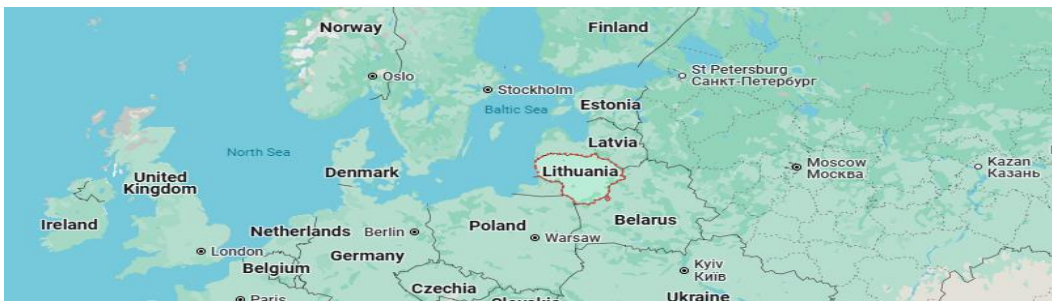 Norway
Finland
Oslo
St Petersburg
Санкт-Петербург
Stockholm
Baltic Sea
Estonia
Latvia
North Sea
Moscow
Москва
Kazan
Казань
United
Kingdom
Denmark
Lithuania
Ireland
Belarus
Netherlands
Berlin
Poland
Warsaw
London
Germany
Belgium
Kyiv
Київ
Czechia
Paris
Ukraine